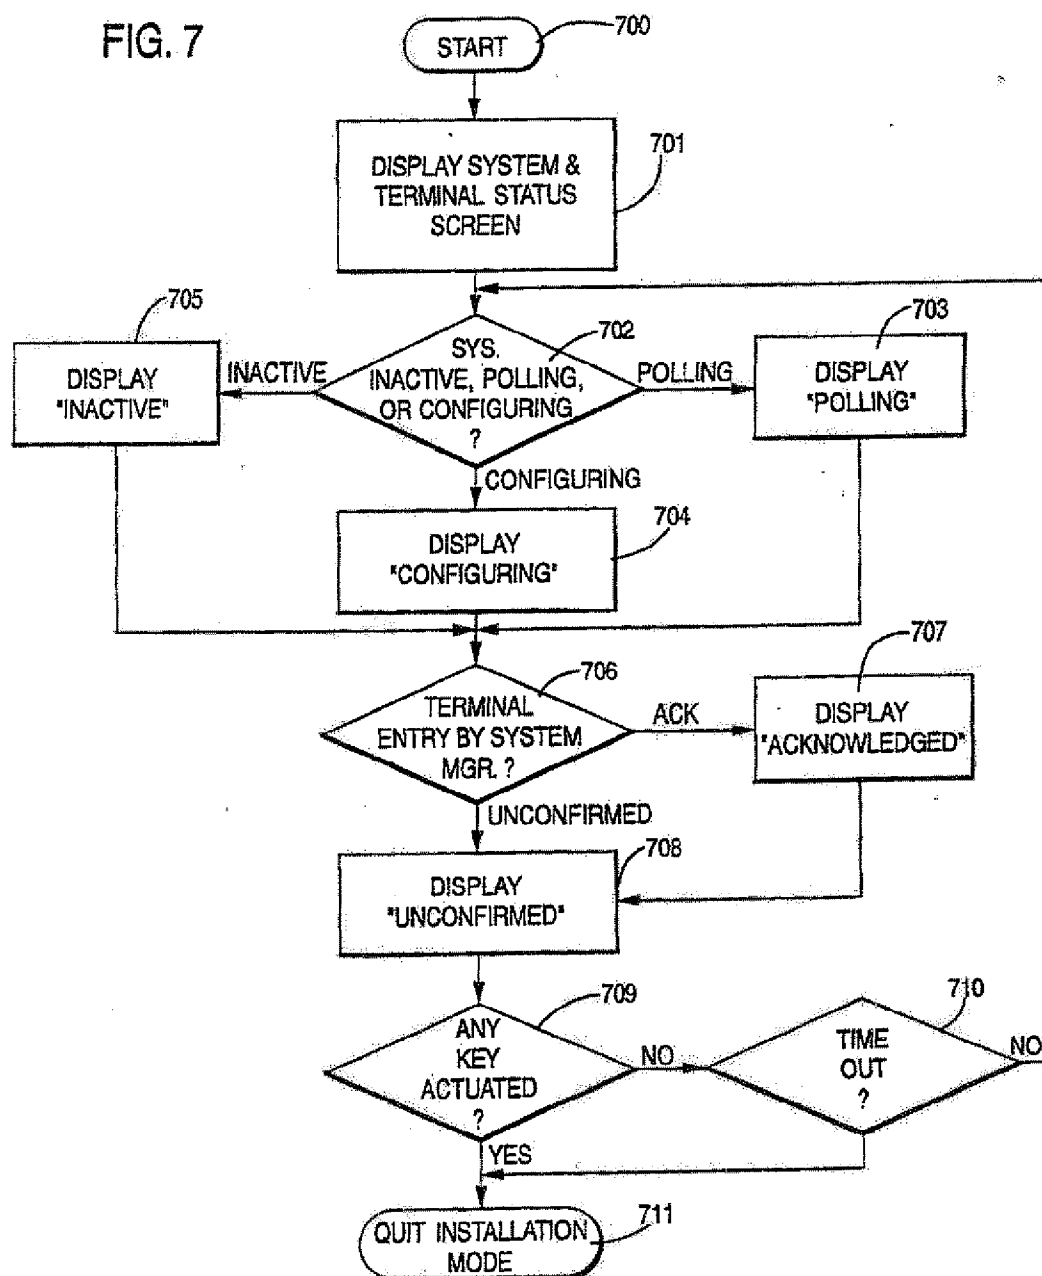 FIG. 7
START
700
DISPLAY SYSTEM &
TERMINAL STATUS
SCREEN
701
705
DISPLAY
"INACTIVE"
INACTIVE
SYS.
INACTIVE, POLLING,
OR CONFIGURING
?
702
POLLING
703
DISPLAY
"POLLING"
CONFIGURING
704
DISPLAY
"CONFIGURING"
706
TERMINAL
ENTRY BY SYSTEM
MGR. ?
ACK
707
DISPLAY
"ACKNOWLEDGED"
UNCONFIRMED
708
DISPLAY
"UNCONFIRMED"
709
ANY
KEY
ACTUATED
?
NO
710
TIME
OUT
?
NO
YES
QUIT INSTALLATION
MODE
711